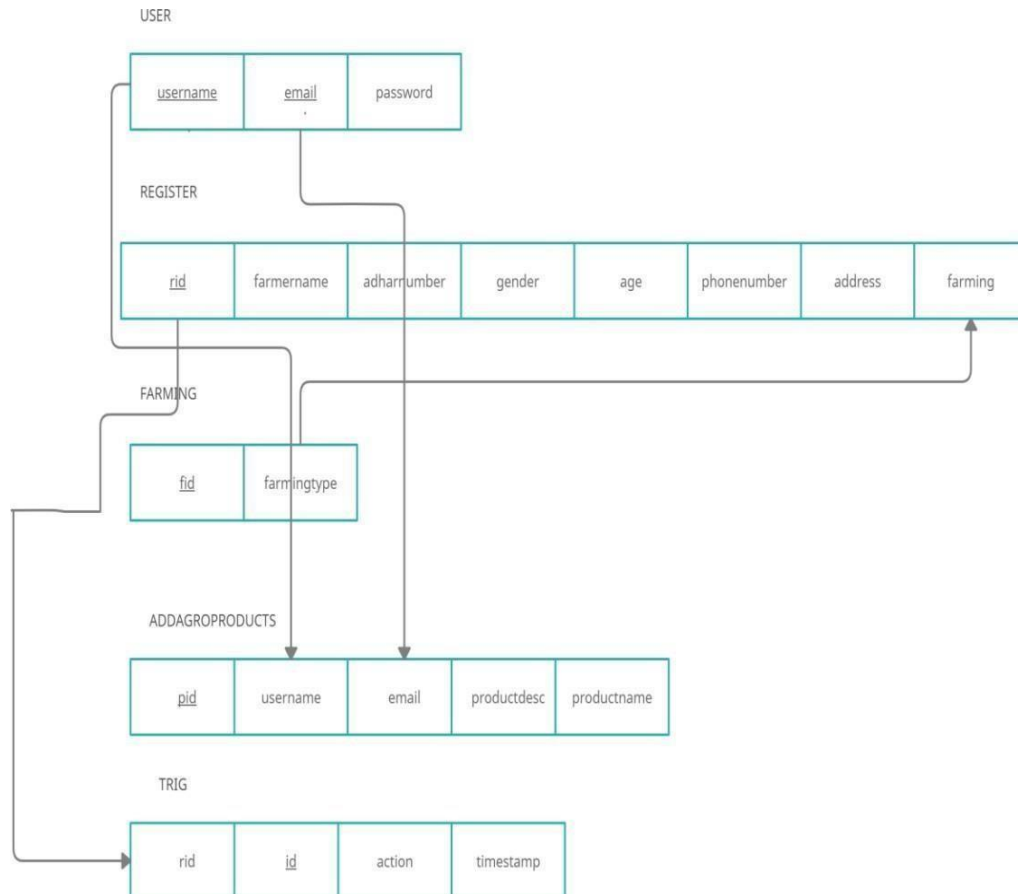 USER
username email password
REGISTER
rid farmername adharnumber gender age phonenumber address farming
FARMING
fid farmingtype
ADDAGROPRODUCTS
pid username email productdesc productname
TRIG
rid id action timestamp